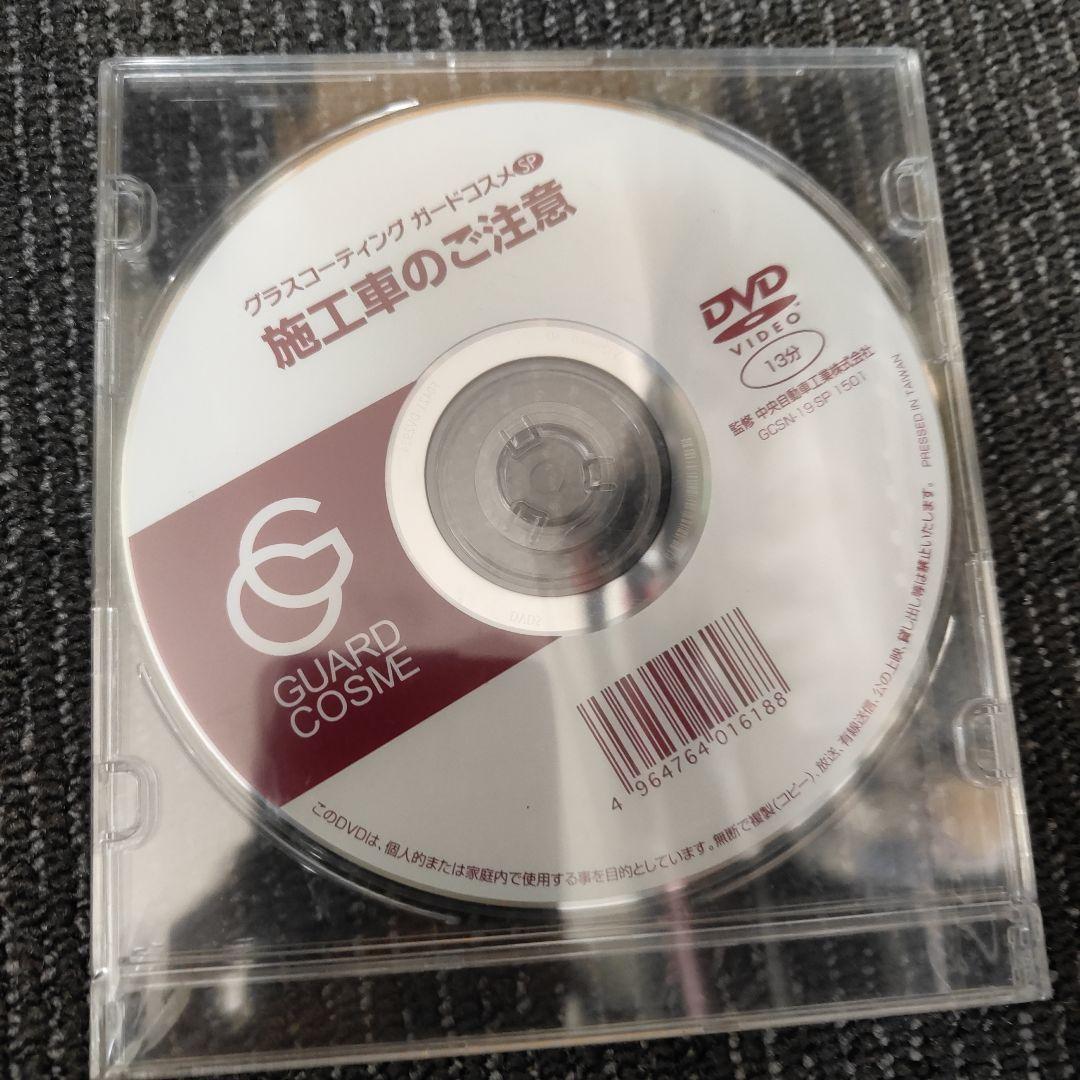 グラスコーティング ガードコスメSP
施工車のご注意
DVD
VIDEO
13分
監修 中央自動車工業株式会社
GCSN-19 SP 1501
PRESSED IN TAIWAN
GUARD
COSME
4 964764 016188
このDVDは、個人的または家庭内で使用する事を目的としています。無断で複製(コピー)、放送、有線送信、公の上映、貸し出し等は禁止いたします。